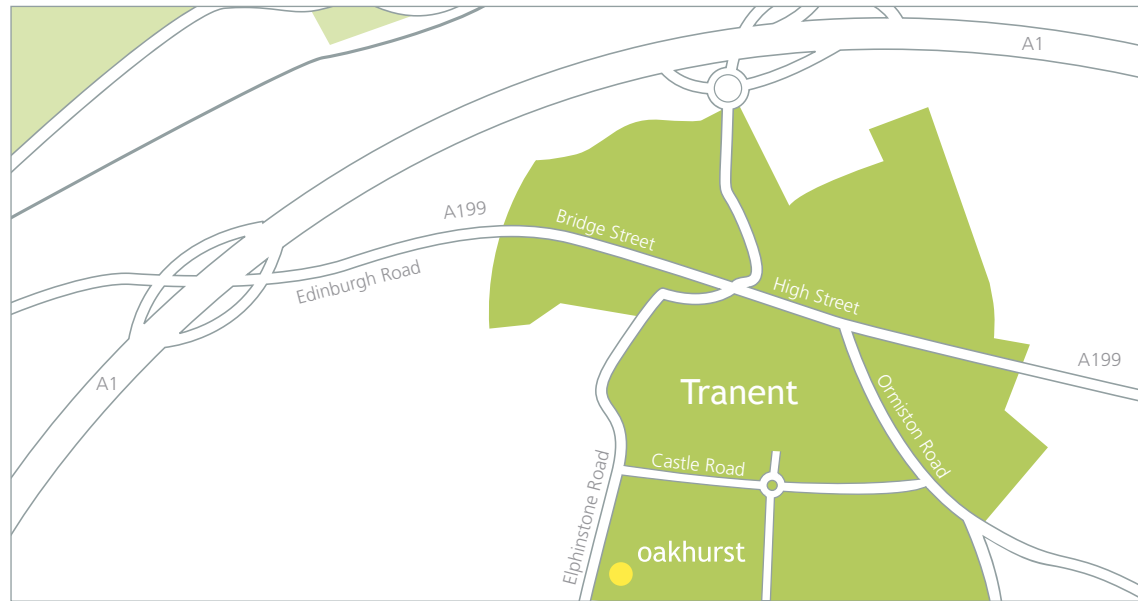 A1
A199
Bridge Street
Edinburgh Road
High Street
A199
A1
Tranent
Ormiston Road
Castle Road
Elphinstone Road
oakhurst